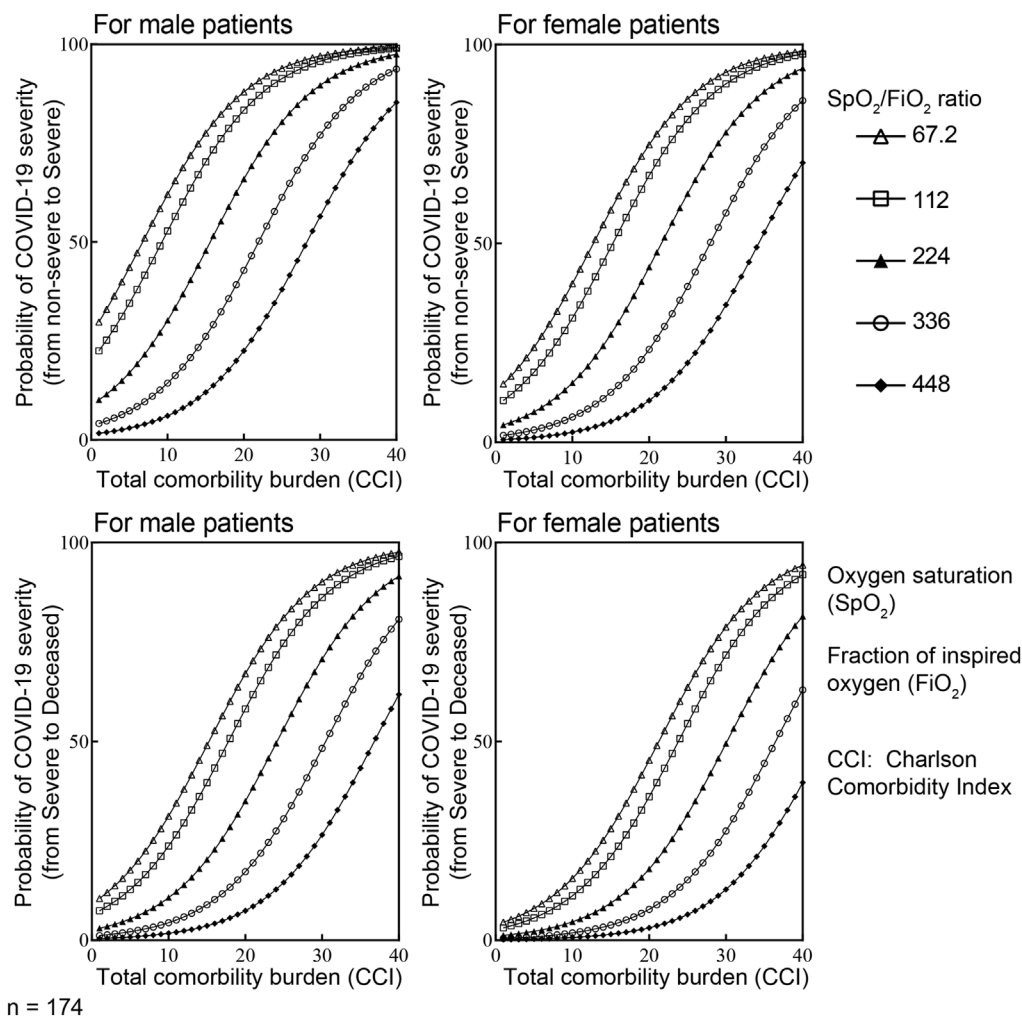 For male patients
For female patients
100
50
0
0 10 20 30 40
Probability of COVID-19 severity
(from non-severe to Severe)
Total comorbility burden (CCI)
100
50
0
0 10 20 30 40
Probability of COVID-19 severity
(from non-severe to Severe)
Total comorbility burden (CCI)
SpO₂/FiO₂ ratio
67.2
112
224
336
448
For male patients
For female patients
100
50
0
0 10 20 30 40
Probability of COVID-19 severity
(from Severe to Deceased)
Total comorbility burden (CCI)
100
50
0
0 10 20 30 40
Probability of COVID-19 severity
(from Severe to Deceased)
Total comorbility burden (CCI)
Oxygen saturation
(SpO₂)
Fraction of inspired
oxygen (FiO₂)
CCI: Charlson
Comorbidity Index
n = 174